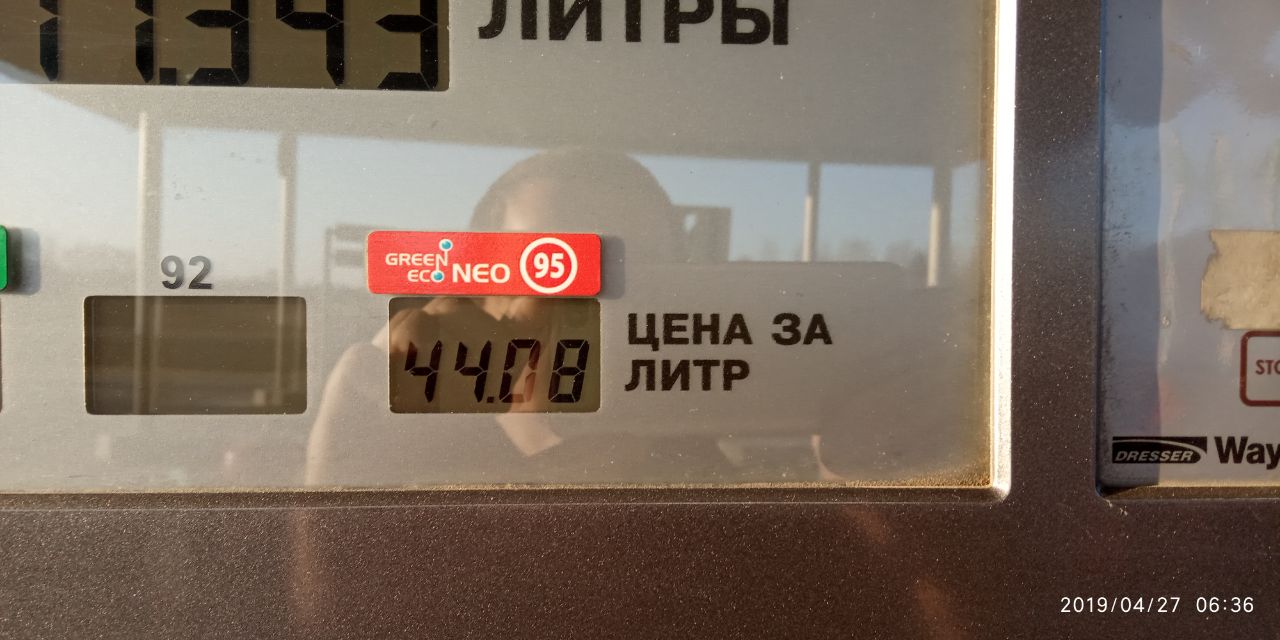 ЛИТРЫ
92
GREEN
ECO NEO 95
44.08
ЦЕНА ЗА
ЛИТР
DRESSER
2019/04/27 06:36